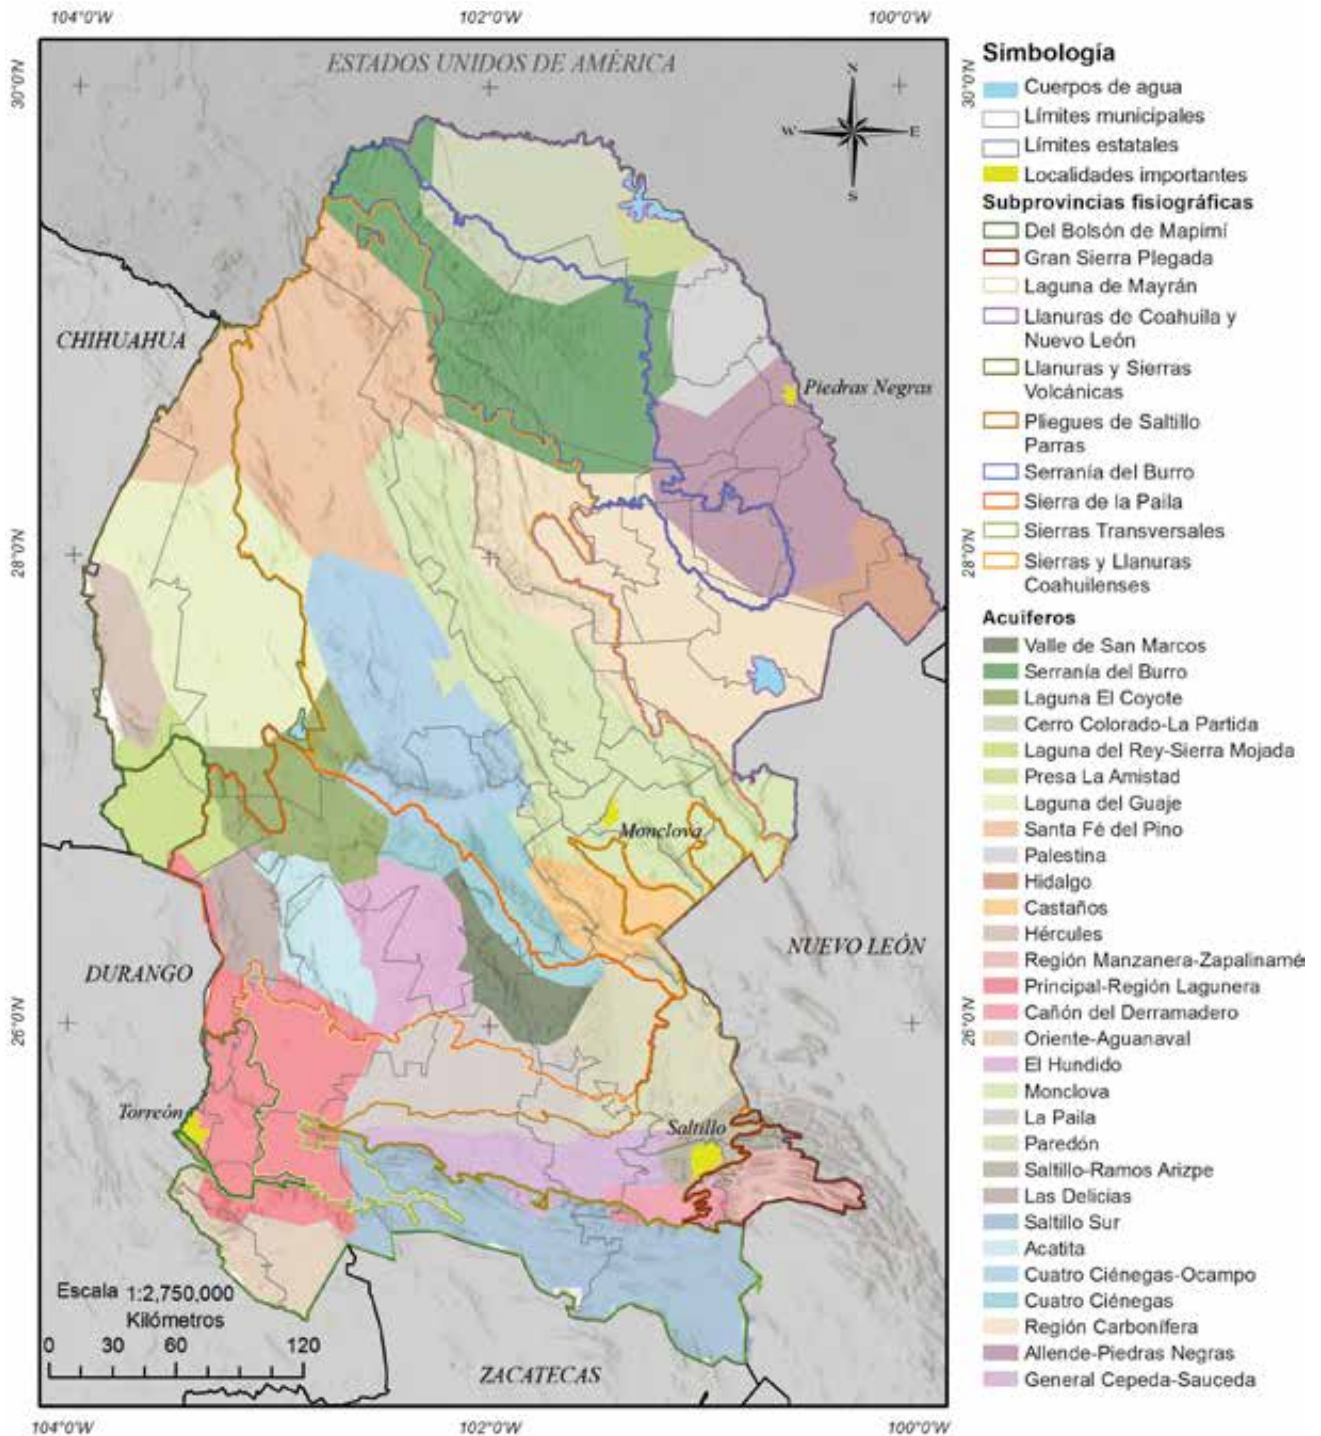 104°0'W
102°0'W
100°0'W
ESTADOS UNIDOS DE AMÉRICA
N
W
E
S
30°0'N
30°0'N
CHIHUAHUA
Piedras Negras
28°0'N
28°0'N
Monclova
NUEVO LEÓN
DURANGO
26°0'N
26°0'N
Torreón
Saltillo
Escala 1:2,750,000
Kilómetros
0 30 60 120
ZACATECAS
104°0'W
102°0'W
100°0'W
Simbología
Cuerpos de agua
Límites municipales
Límites estatales
Localidades importantes
Subprovincias fisiográficas
Del Bolsón de Mapimí
Gran Sierra Plegada
Laguna de Mayrán
Llanuras de Coahuila y
Nuevo León
Llanuras y Sierras
Volcánicas
Pliegues de Saltillo
Parras
Serranía del Burro
Sierra de la Paila
Sierras Transversales
Sierras y Llanuras
Coahuilenses
Acuíferos
Valle de San Marcos
Serranía del Burro
Laguna El Coyote
Cerro Colorado-La Partida
Laguna del Rey-Sierra Mojada
Presa La Amistad
Laguna del Guaje
Santa Fé del Pino
Palestina
Hidalgo
Castaños
Hércules
Región Manzanera-Zapalinamé
Principal-Región Lagunera
Cañón del Derramadero
Oriente-Aguanaval
El Hundido
Monclova
La Paila
Paredón
Saltillo-Ramos Arizpe
Las Delicias
Saltillo Sur
Acatita
Cuatro Ciénegas-Ocampo
Cuatro Ciénegas
Región Carbonífera
Allende-Piedras Negras
General Cepeda-Sauceda